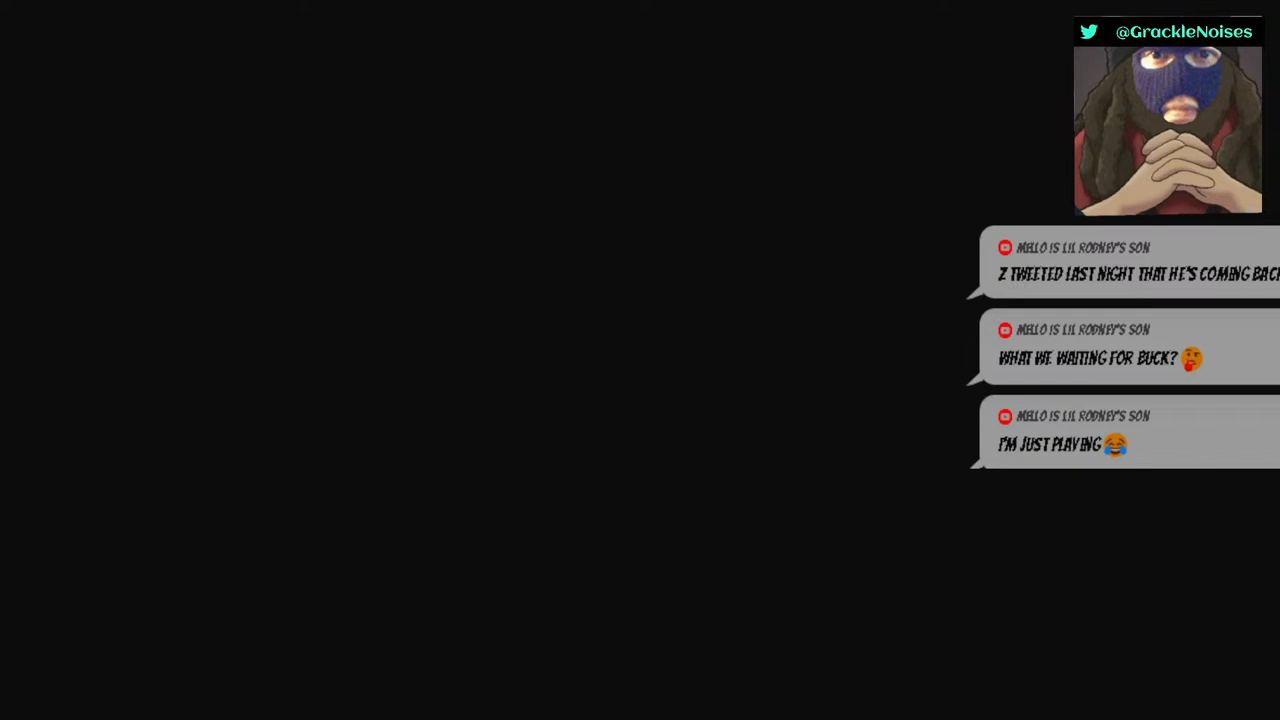 @GrackleNoises
MELLO IS LIL RODNEY'S SON
Z TWEETED LAST NIGHT THAT HE'S COMING BACK
MELLO IS LIL RODNEY'S SON
WHAT WE WAITING FOR BUCK? 🤔
MELLO IS LIL RODNEY'S SON
I'M JUST PLAYING 😂